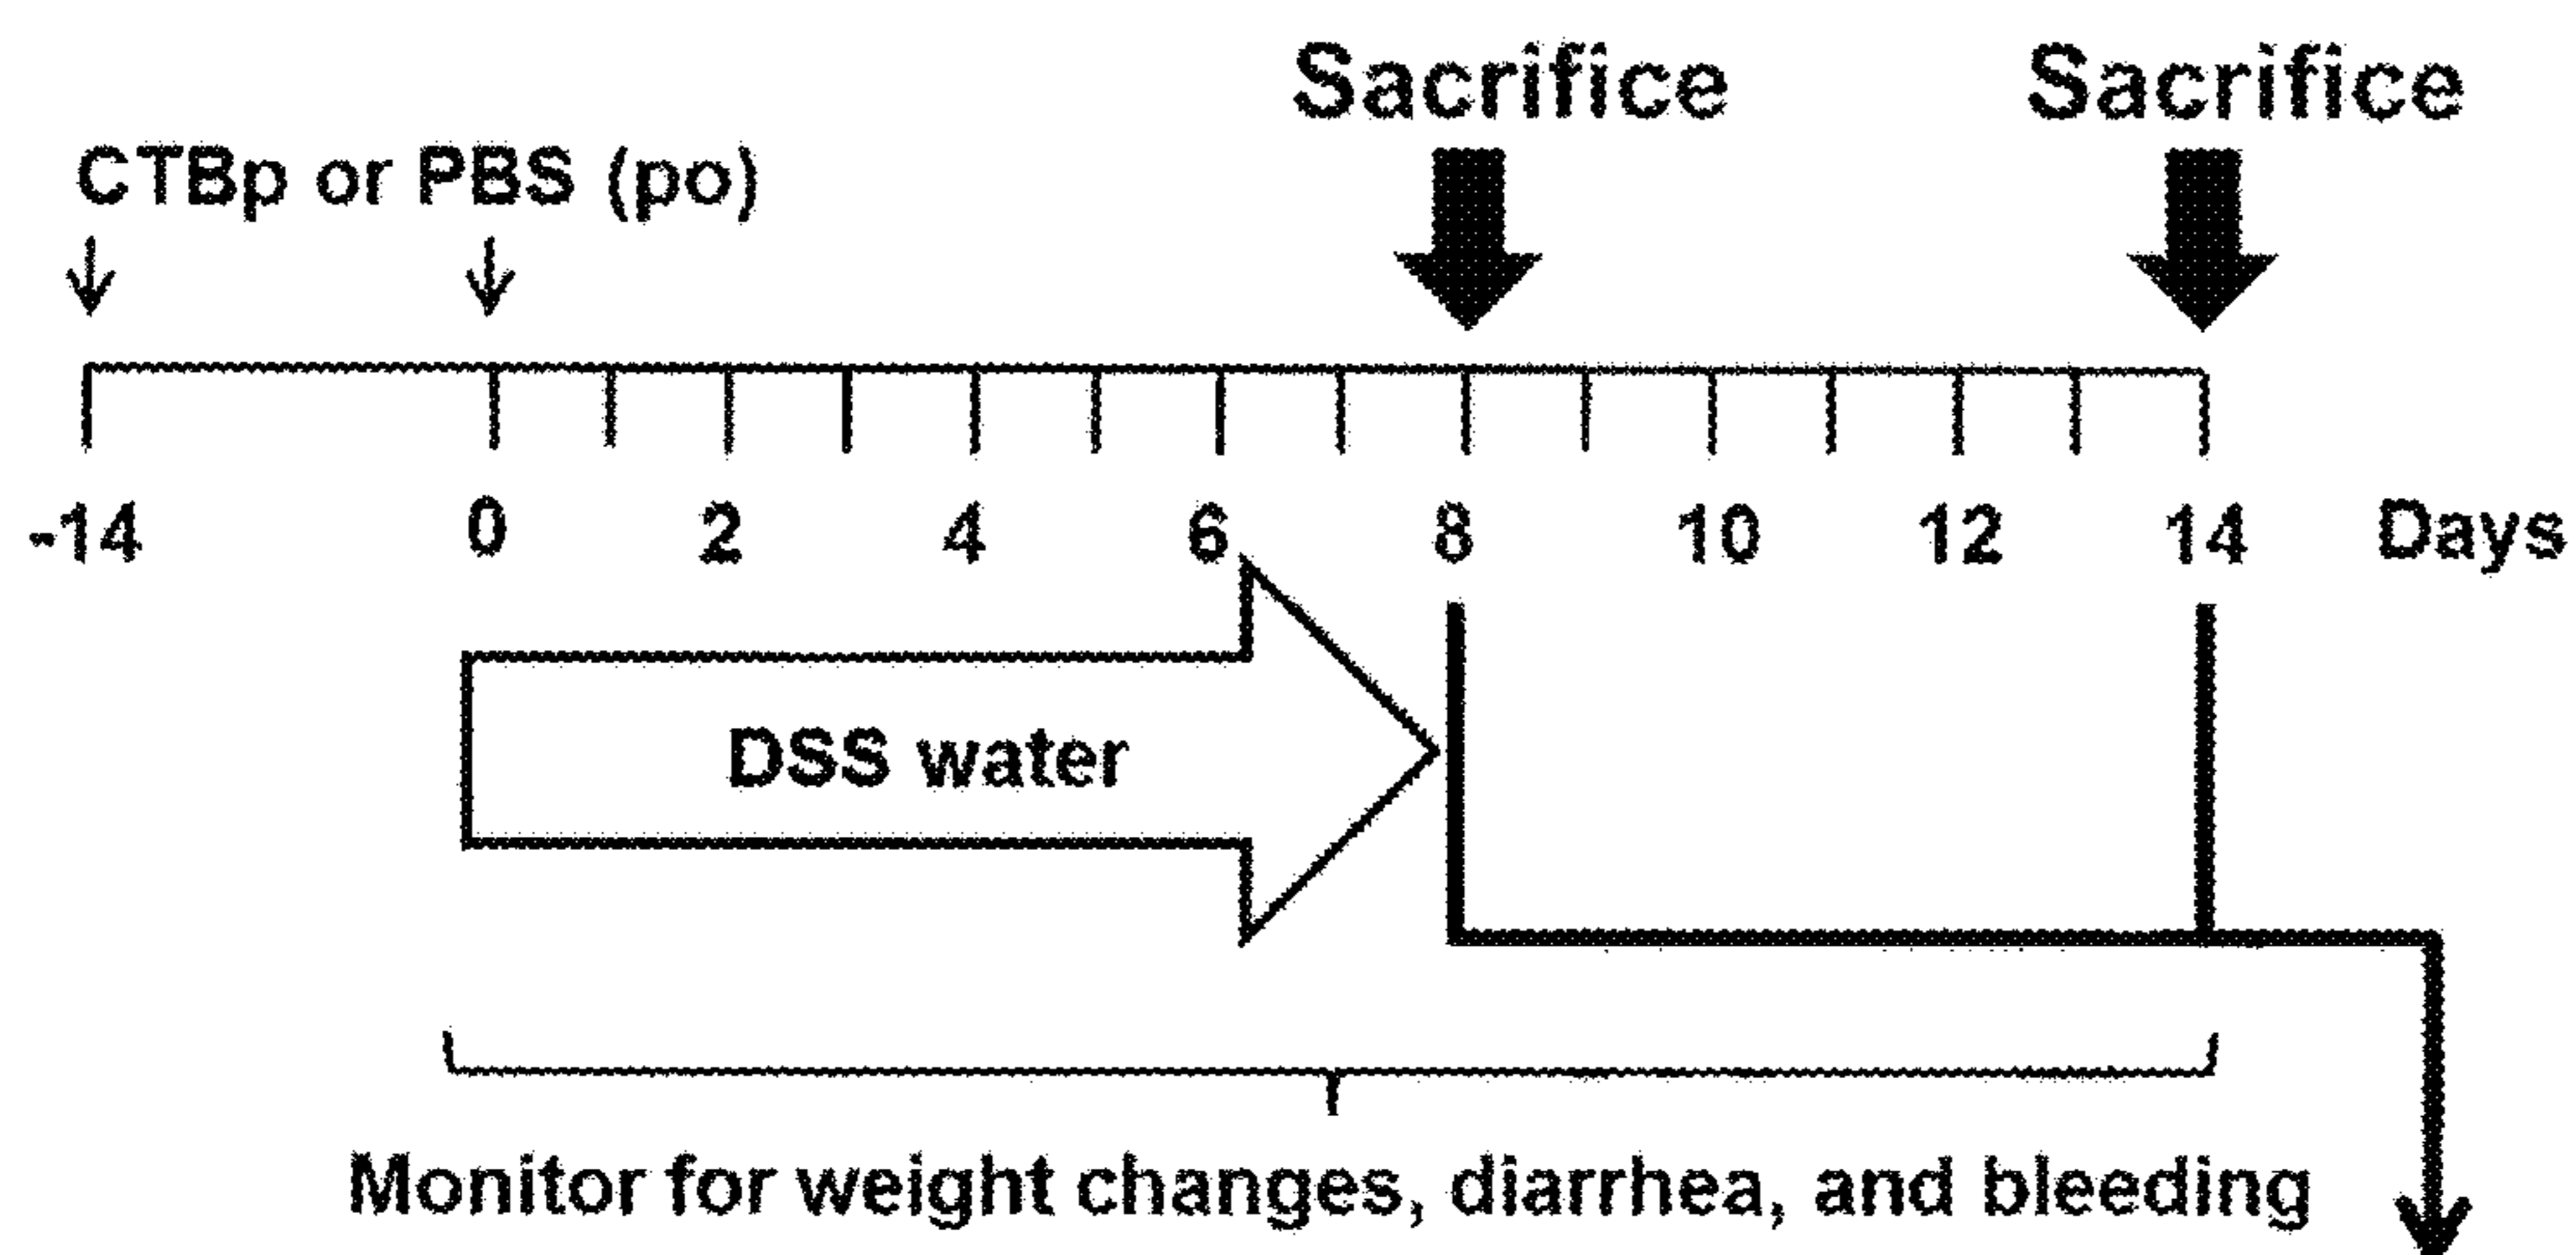 Sacrifice Sacrifice
CTBp or PBS (po)
-14 0 2 4 6 8 10 12 14 Days
DSS water
Monitor for weight changes, diarrhea, and bleeding